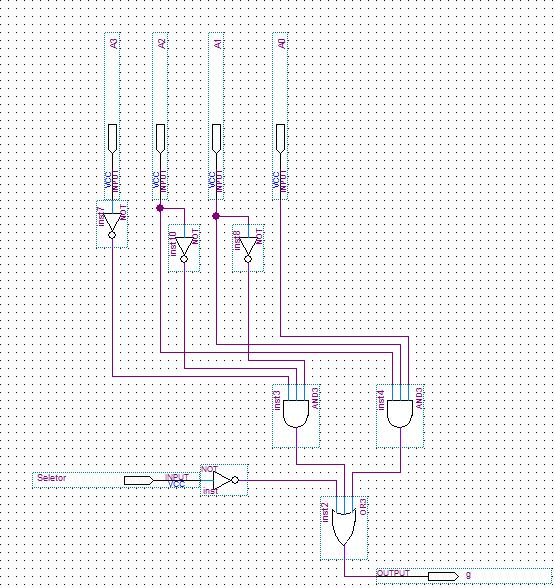 A3
A2
A1
A0
VCC
INPUT
VCC
INPUT
VCC
INPUT
VCC
INPUT
inst7
NOT
inst10
NOT
inst8
NOT
inst3
AND3
inst4
AND3
Seletor
INPUT
VCC
NOT
inst
inst2
OR3
OUTPUT
g